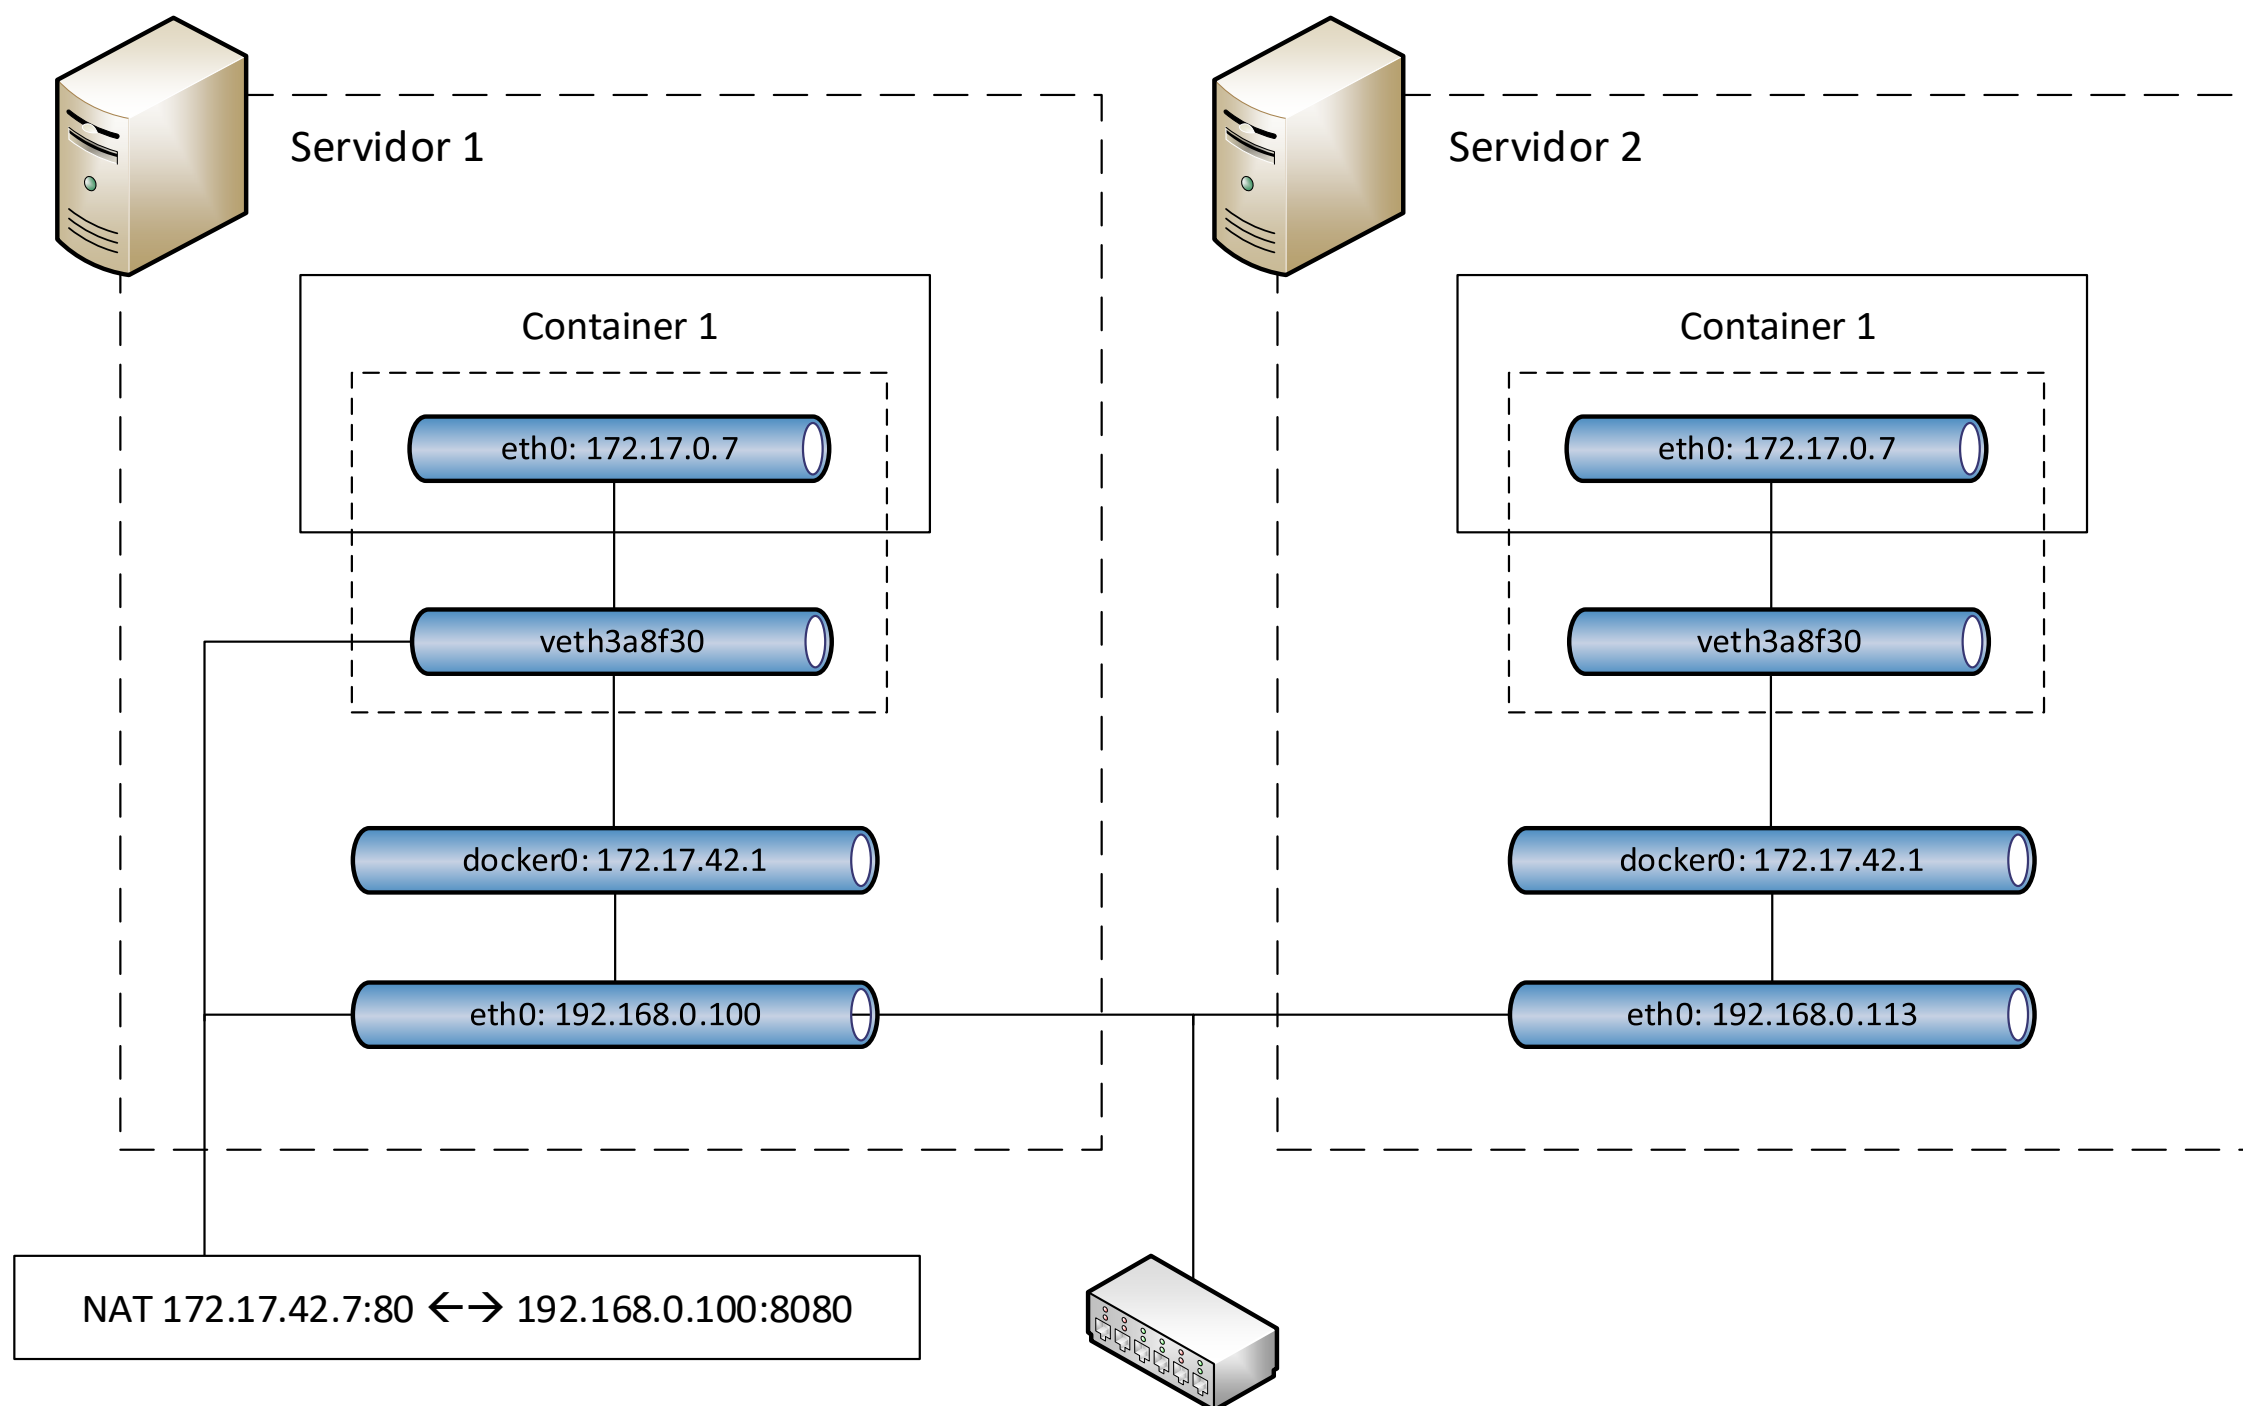 Servidor 1
Container 1
eth0: 172.17.0.7
veth3a8f30
docker0: 172.17.42.1
eth0: 192.168.0.100
NAT 172.17.42.7:80 ←→ 192.168.0.100:8080
Servidor 2
Container 1
eth0: 172.17.0.7
veth3a8f30
docker0: 172.17.42.1
eth0: 192.168.0.113